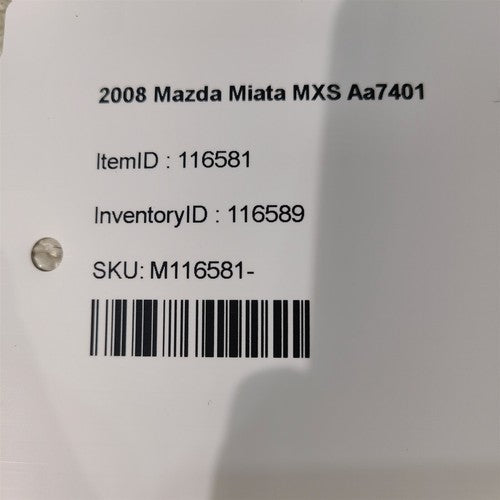 2008 Mazda Miata MXS Aa7401
ItemID : 116581
InventoryID : 116589
SKU: M116581-